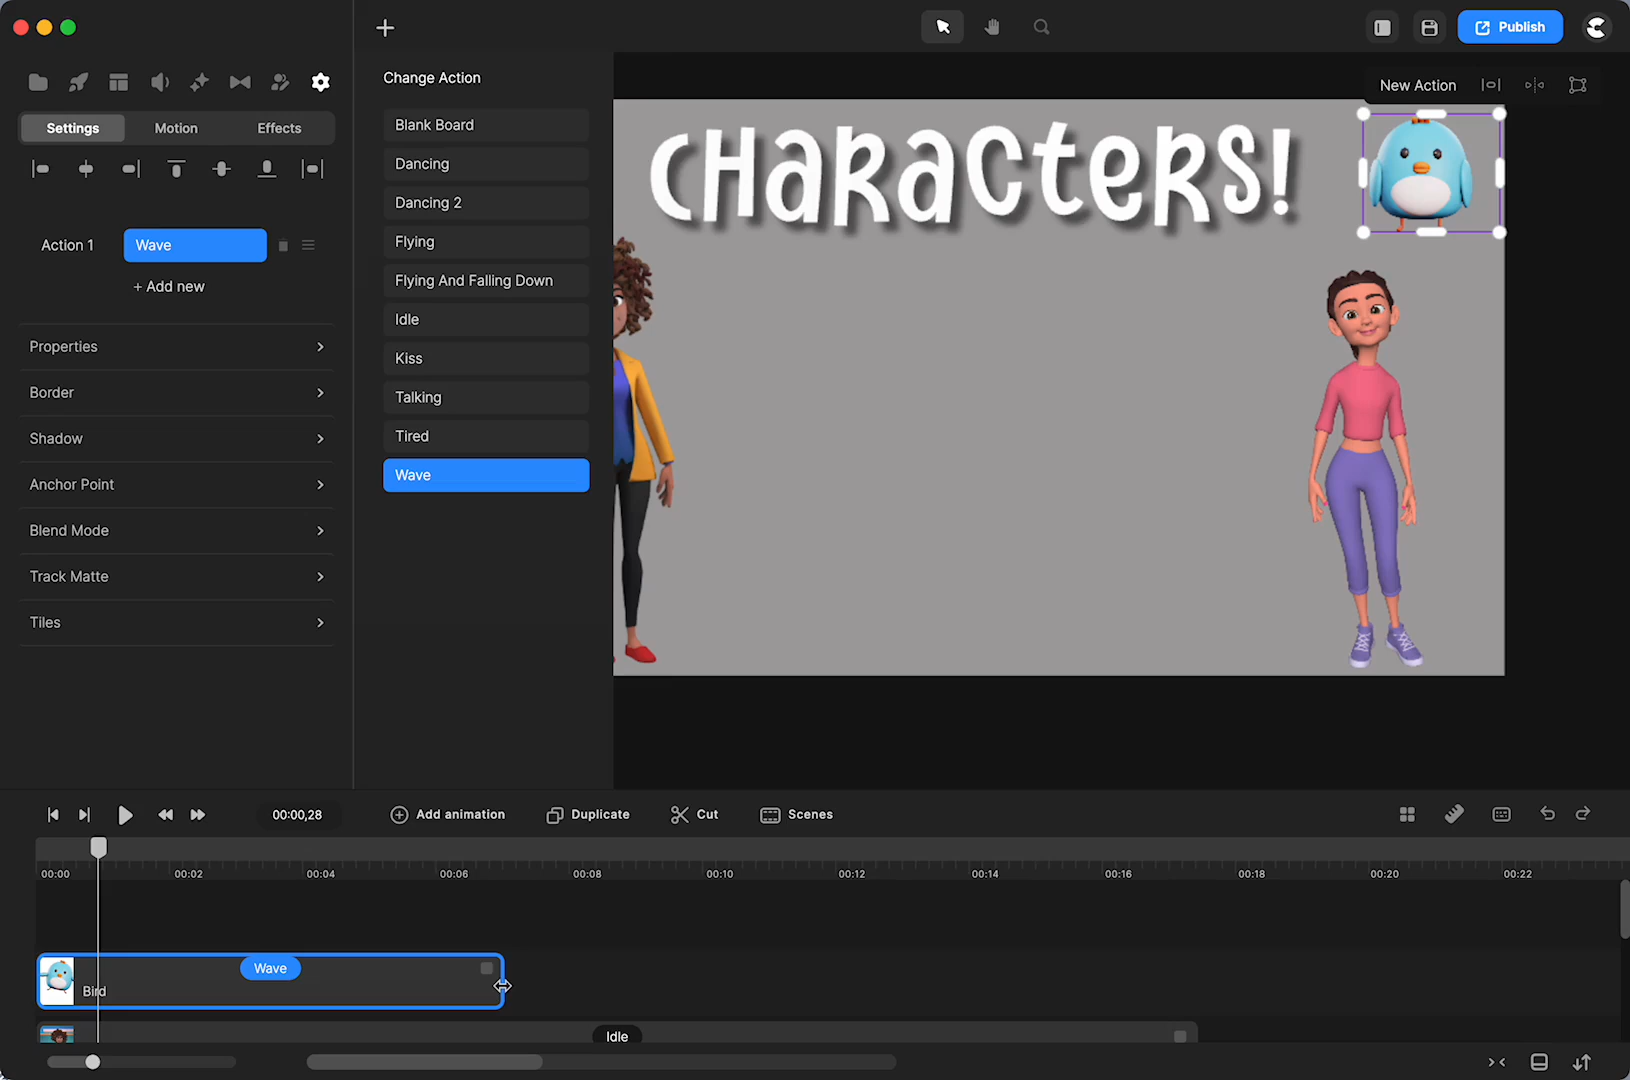 Publish
Change Action
New Action
Settings
Motion
Effects
Blank Board
Dancing
Dancing 2
Flying
Flying And Falling Down
Idle
Kiss
Talking
Tired
Wave
Action 1
Wave
+ Add new
Properties
Border
Shadow
Anchor Point
Blend Mode
Track Matte
Tiles
CHaRaCteRS!
00:00,28
Add animation
Duplicate
Cut
Scenes
00:00
00:02
00:04
00:06
00:08
00:10
00:12
00:14
00:16
00:18
00:20
00:22
Wave
Bird
Idle